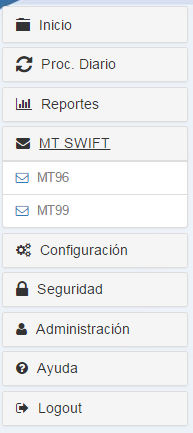 Inicio
Proc. Diario
Reportes
MT SWIFT
MT96
MT99
Configuración
Seguridad
Administración
Ayuda
Logout